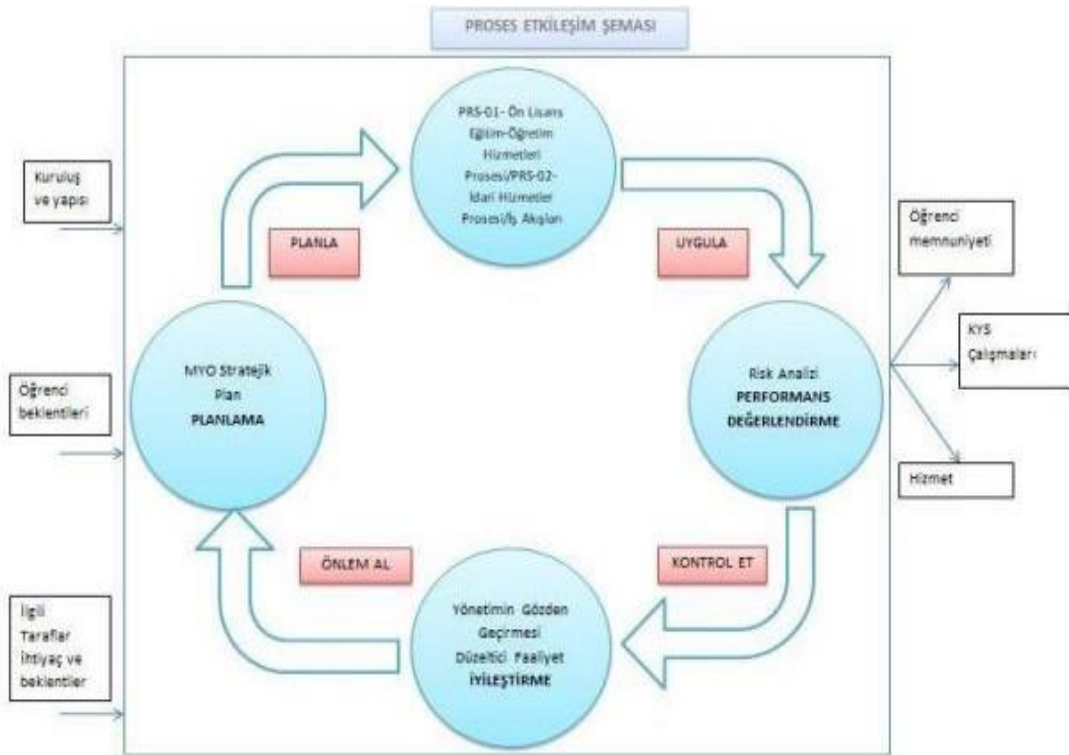 PROSES ETKİLEŞİM ŞEMASI
PRS-01- Ön Lisans
Eğitim-Öğretim
Hizmetleri
Prosesi/PRS-02-
İdari Hizmetler
Prosesi/İş Akışları
Kuruluş
ve yapısı
PLANLA
UYGULA
Öğrenci
memnuniyeti
KYS
Çalışmaları
MYO Stratejik
Plan
PLANLAMA
Risk Analizi
PERFORMANS
DEĞERLENDİRME
Öğrenci
beklentileri
Hizmet
ÖNLEM AL
KONTROL ET
Yönetimin Gözden
Geçirmesi
Düzeltici Faaliyet
İYİLEŞTİRME
İlgili
Taraflar
İhtiyaç ve
beklentiler